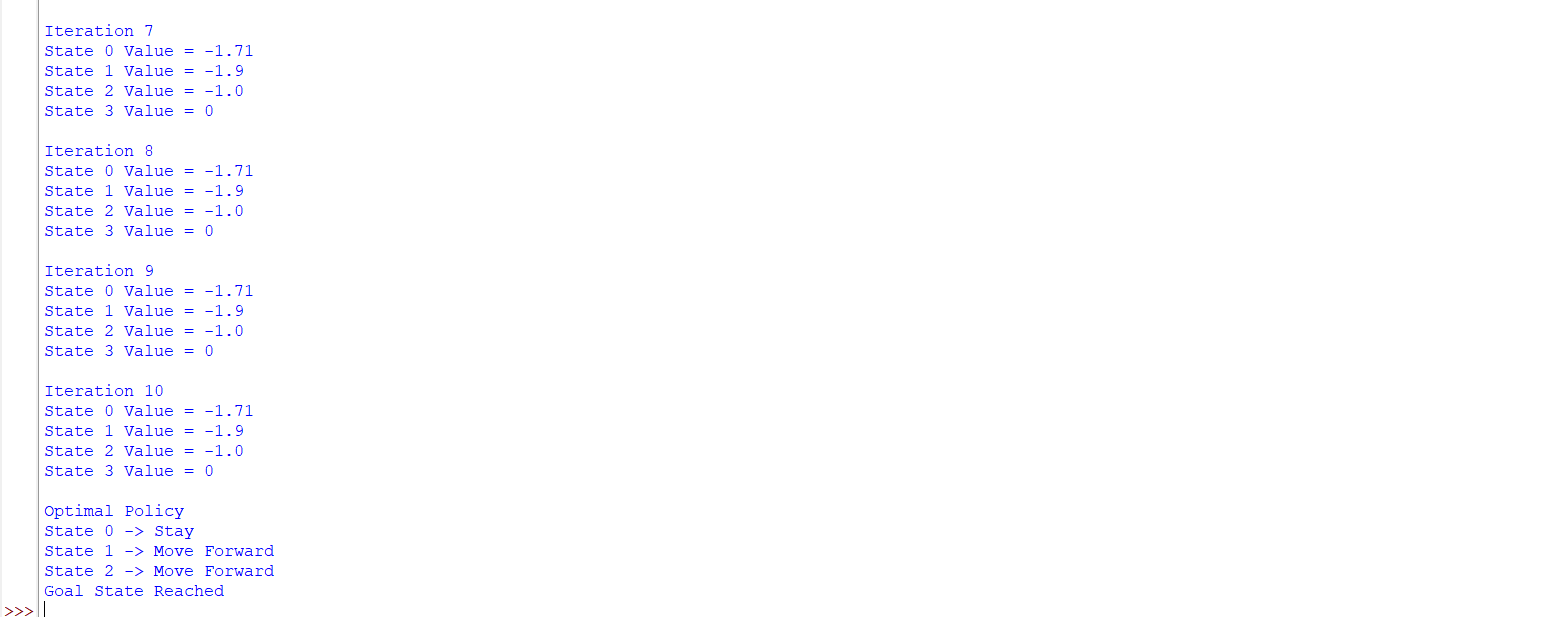 Iteration 7
State 0 Value = -1.71
State 1 Value = -1.9
State 2 Value = -1.0
State 3 Value = 0
Iteration 8
State 0 Value = -1.71
State 1 Value = -1.9
State 2 Value = -1.0
State 3 Value = 0
Iteration 9
State 0 Value = -1.71
State 1 Value = -1.9
State 2 Value = -1.0
State 3 Value = 0
Iteration 10
State 0 Value = -1.71
State 1 Value = -1.9
State 2 Value = -1.0
State 3 Value = 0
Optimal Policy
State 0 -> Stay
State 1 -> Move Forward
State 2 -> Move Forward
Goal State Reached
>>>